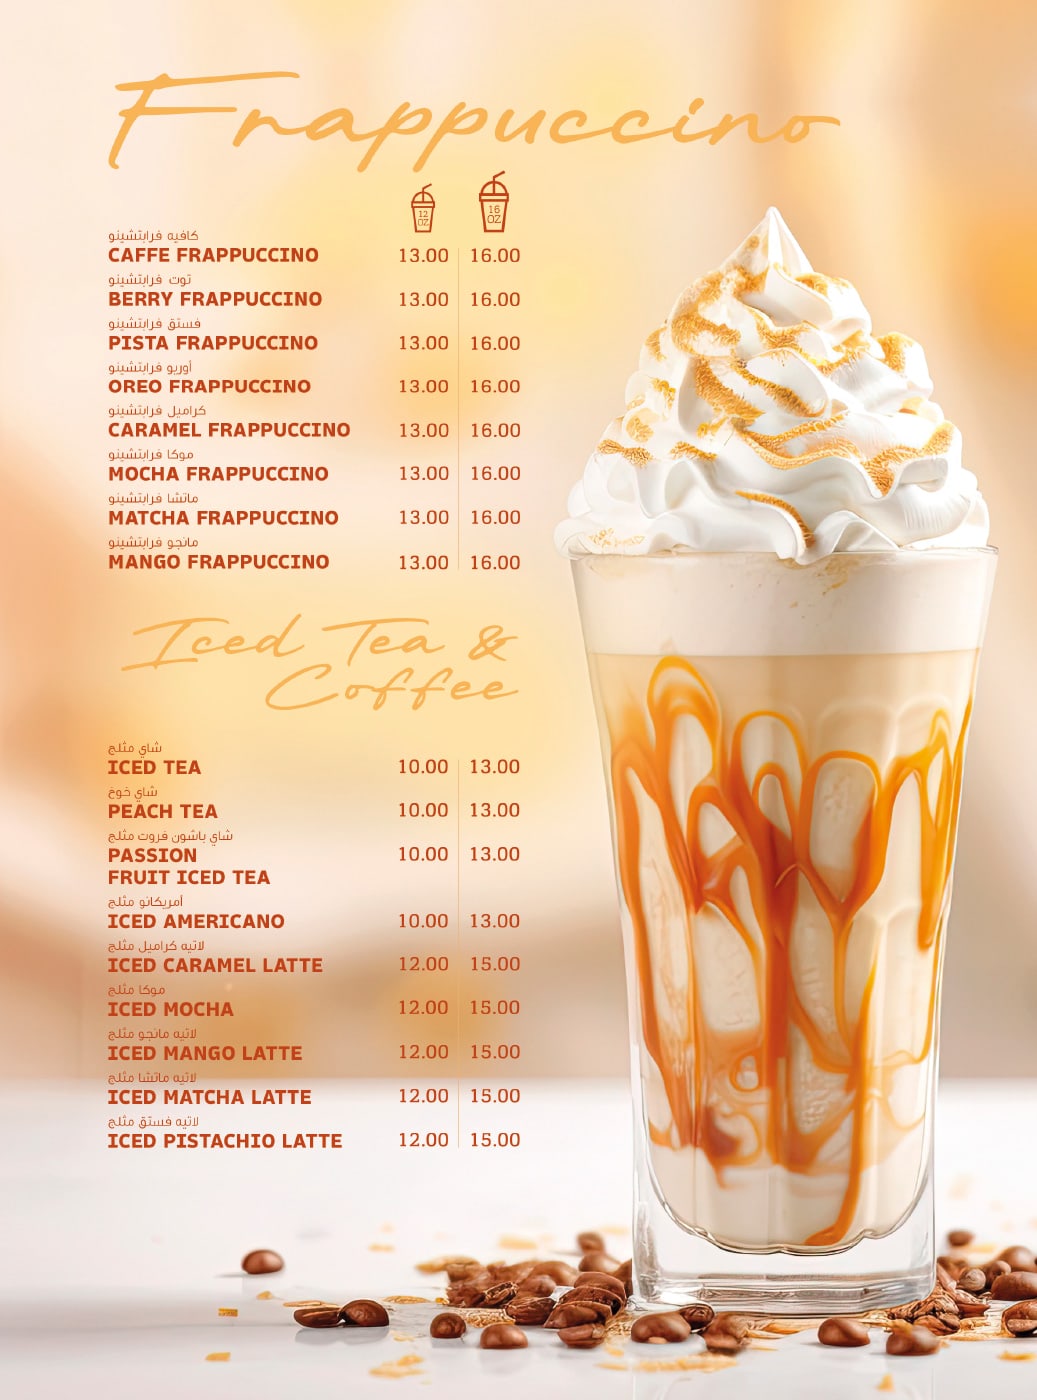 Frappuccino
12 OZ 16 OZ
كافيه فرابتشينو
CAFFE FRAPPUCCINO 13.00 16.00
توت فرابتشينو
BERRY FRAPPUCCINO 13.00 16.00
فستق فرابتشينو
PISTA FRAPPUCCINO 13.00 16.00
أوريو فرابتشينو
OREO FRAPPUCCINO 13.00 16.00
كراميل فرابتشينو
CARAMEL FRAPPUCCINO 13.00 16.00
موكا فرابتشينو
MOCHA FRAPPUCCINO 13.00 16.00
ماتشا فرابتشينو
MATCHA FRAPPUCCINO 13.00 16.00
مانجو فرابتشينو
MANGO FRAPPUCCINO 13.00 16.00
Iced Tea &
Coffee
شاي مثلج
ICED TEA 10.00 13.00
شاي خوخ
PEACH TEA 10.00 13.00
شاي باشون فروت مثلج
PASSION 10.00 13.00
FRUIT ICED TEA
أمريكانو مثلج
ICED AMERICANO 10.00 13.00
لاتيه كراميل مثلج
ICED CARAMEL LATTE 12.00 15.00
موكا مثلج
ICED MOCHA 12.00 15.00
لاتيه مانجو مثلج
ICED MANGO LATTE 12.00 15.00
لاتيه ماتشا مثلج
ICED MATCHA LATTE 12.00 15.00
لاتيه فستق مثلج
ICED PISTACHIO LATTE 12.00 15.00